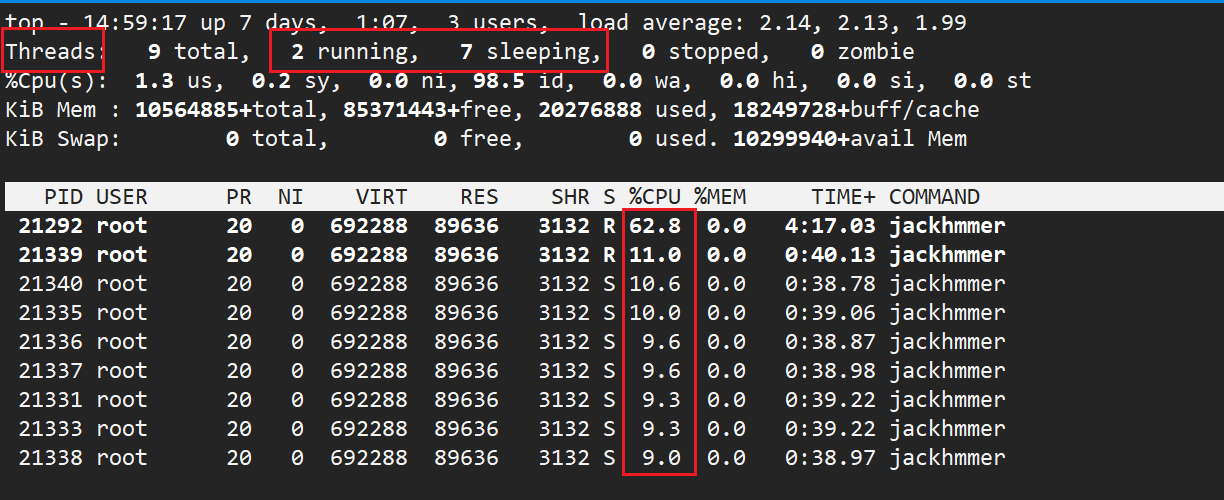 top - 14:59:17 up 7 days,  1:07,  3 users,  load average: 2.14, 2.13, 1.99
Threads:   9 total,   2 running,   7 sleeping,   0 stopped,   0 zombie
%Cpu(s):  1.3 us,  0.2 sy,  0.0 ni, 98.5 id,  0.0 wa,  0.0 hi,  0.0 si,  0.0 st
KiB Mem : 10564885+total, 85371443+free, 20276888 used, 18249728+buff/cache
KiB Swap:        0 total,        0 free,        0 used. 10299940+avail Mem
PID USER      PR  NI    VIRT    RES    SHR S %CPU %MEM     TIME+ COMMAND
21292 root      20   0  692288  89636   3132 R 62.8  0.0   4:17.03 jackhmmer
21339 root      20   0  692288  89636   3132 R 11.0  0.0   0:40.13 jackhmmer
21340 root      20   0  692288  89636   3132 S 10.6  0.0   0:38.78 jackhmmer
21335 root      20   0  692288  89636   3132 S 10.0  0.0   0:39.06 jackhmmer
21336 root      20   0  692288  89636   3132 S  9.6  0.0   0:38.87 jackhmmer
21337 root      20   0  692288  89636   3132 S  9.6  0.0   0:38.98 jackhmmer
21331 root      20   0  692288  89636   3132 S  9.3  0.0   0:39.22 jackhmmer
21333 root      20   0  692288  89636   3132 S  9.3  0.0   0:39.22 jackhmmer
21338 root      20   0  692288  89636   3132 S  9.0  0.0   0:38.97 jackhmmer